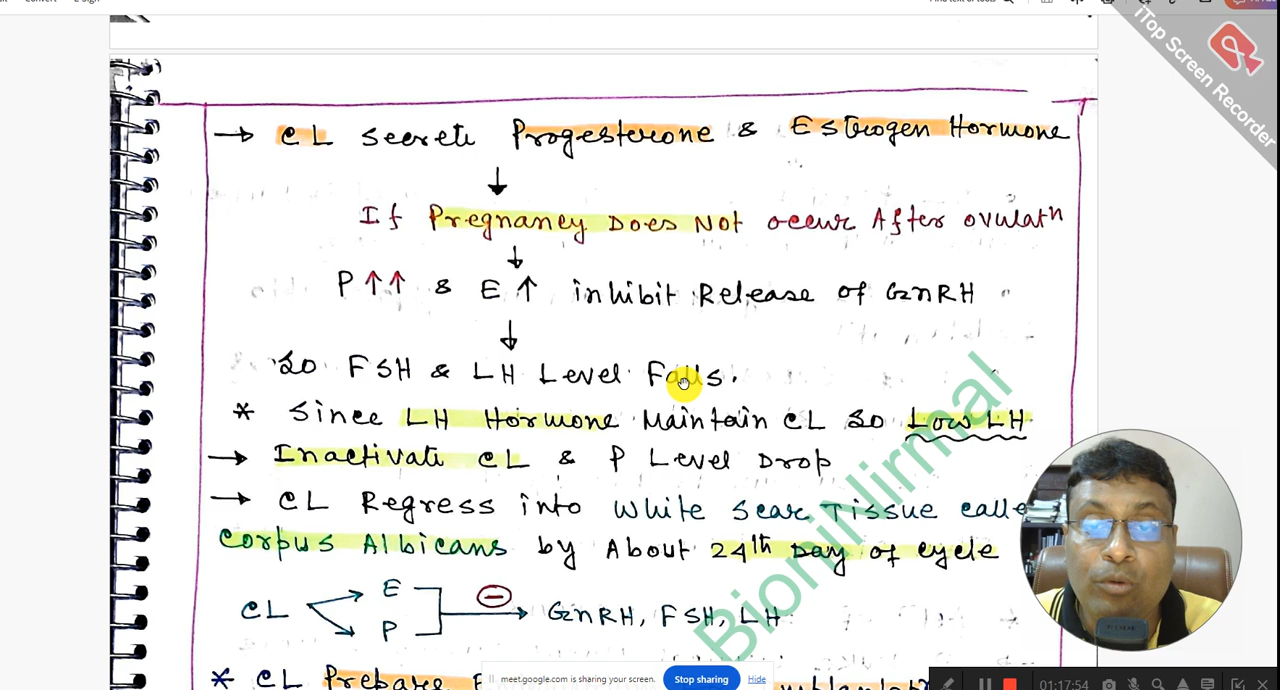 iTop Screen Recorder
→ CL Secrete Progesterone & Estrogen Hormone
↓
If Pregnancy Does Not occur After ovulatn
↓
P ↑↑ & E ↑ inhibit Release of GnRH
↓
So FSH & LH Level Falls.
* Since LH Hormone Maintain CL So Low LH
→ Inactivate CL & P Level Drop
→ CL Regress into White Scar Tissue calle
Corpus Albicans by About 24th Day of cycle
CL E P ⊖ → GnRH, FSH, LH
BioniNirmal
* CL Prepare
meet.google.com is sharing your screen.
Stop sharing
Hide
01:17:54